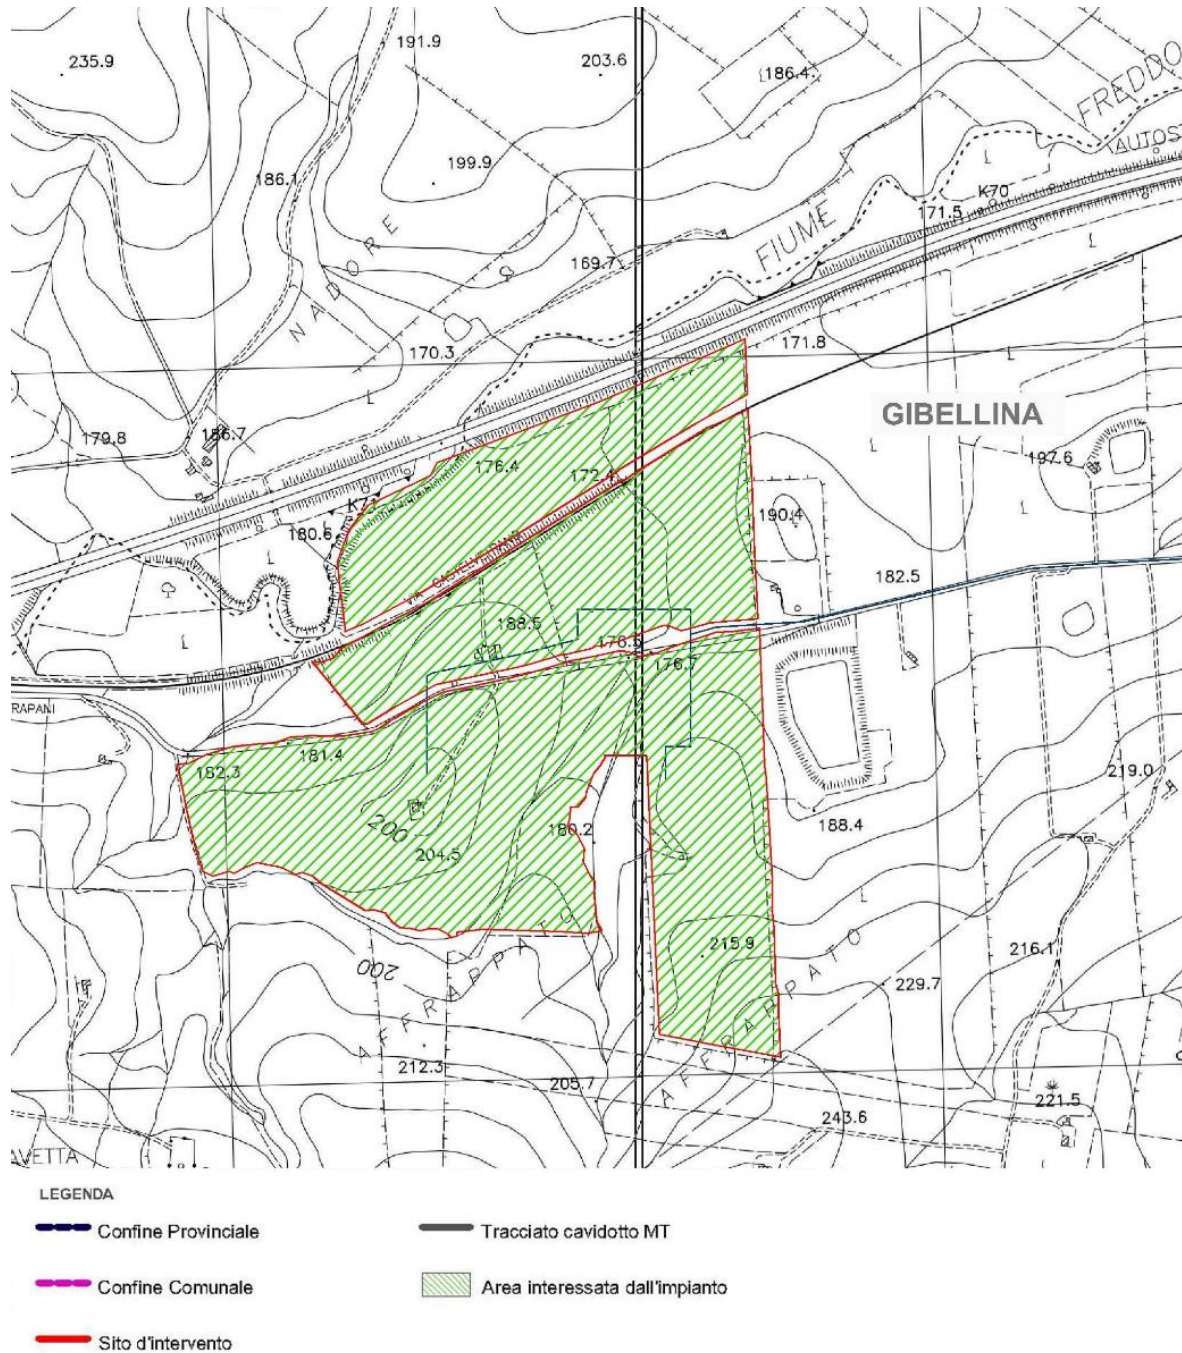 235.9
191.9
203.6
186.4
FREDDO
AUTOST
199.9
186.1
K70
171.5
FIUME
NADORE
169.7
170.3
171.8
GIBELLINA
179.8
186.7
197.6
176.4
172.4
K71
180.6
190.4
182.5
VIA
188.5
176.5
176.7
RAPANI
181.4
182.3
219.0
180.2
200
188.4
204.5
215.9
216.1
200
AFFRAPPATO
229.7
212.3
205.7
AFFRAPPATO
221.5
243.6
AVETTA
LEGENDA
Confine Provinciale
Tracciato cavidotto MT
Confine Comunale
Area interessata dall'impianto
Sito d'intervento